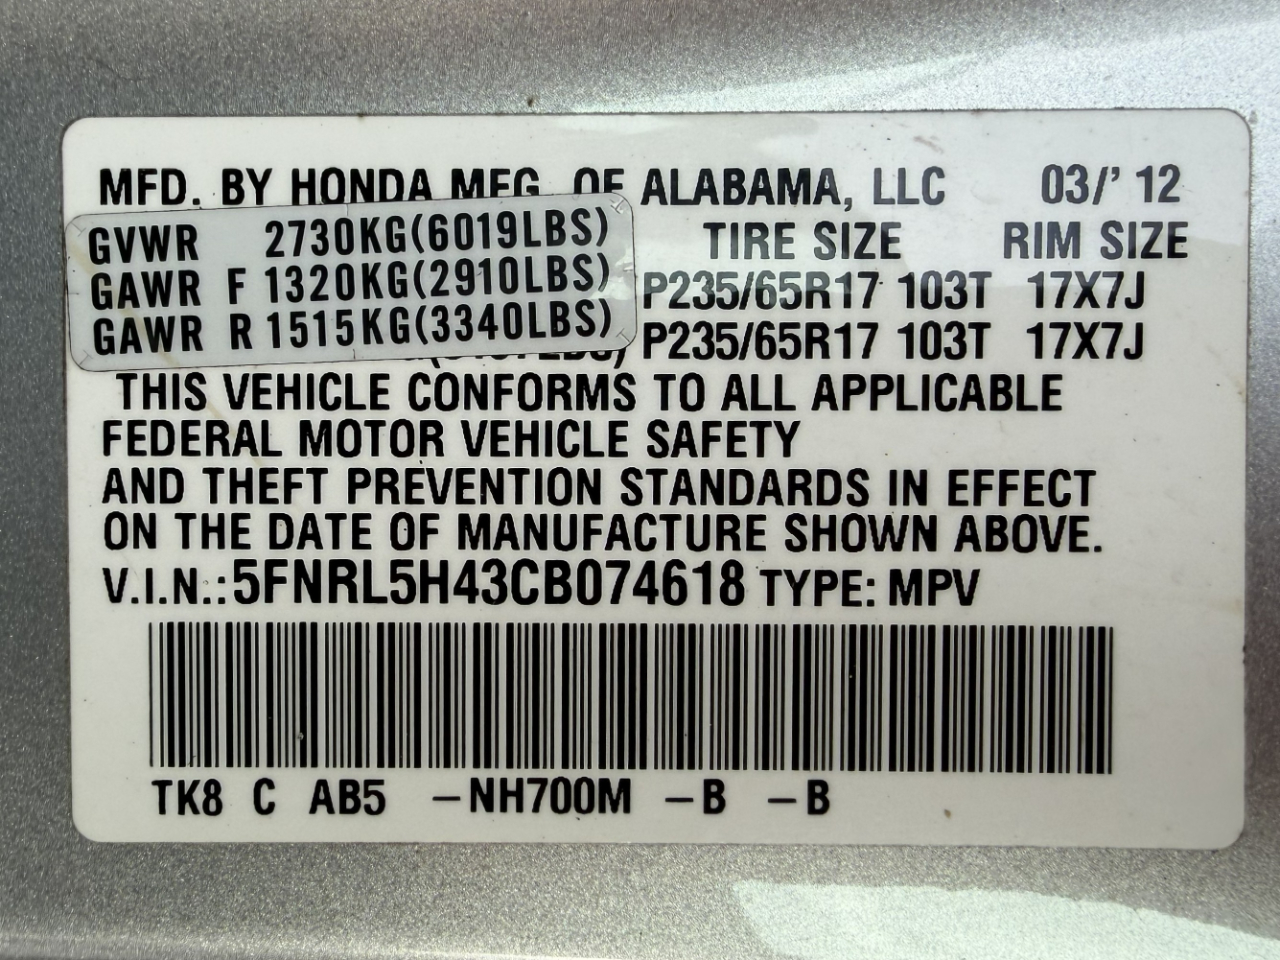 MFD. BY HONDA MFG. OF ALABAMA, LLC 03/' 12
GVWR 2730KG(6019LBS) TIRE SIZE RIM SIZE
GAWR F 1320KG(2910LBS) P235/65R17 103T 17X7J
GAWR R 1515KG(3340LBS) P235/65R17 103T 17X7J
THIS VEHICLE CONFORMS TO ALL APPLICABLE
FEDERAL MOTOR VEHICLE SAFETY
AND THEFT PREVENTION STANDARDS IN EFFECT
ON THE DATE OF MANUFACTURE SHOWN ABOVE.
V.I.N.: 5FNRL5H43CB074618 TYPE: MPV
TK8 C AB5 -NH700M -B -B